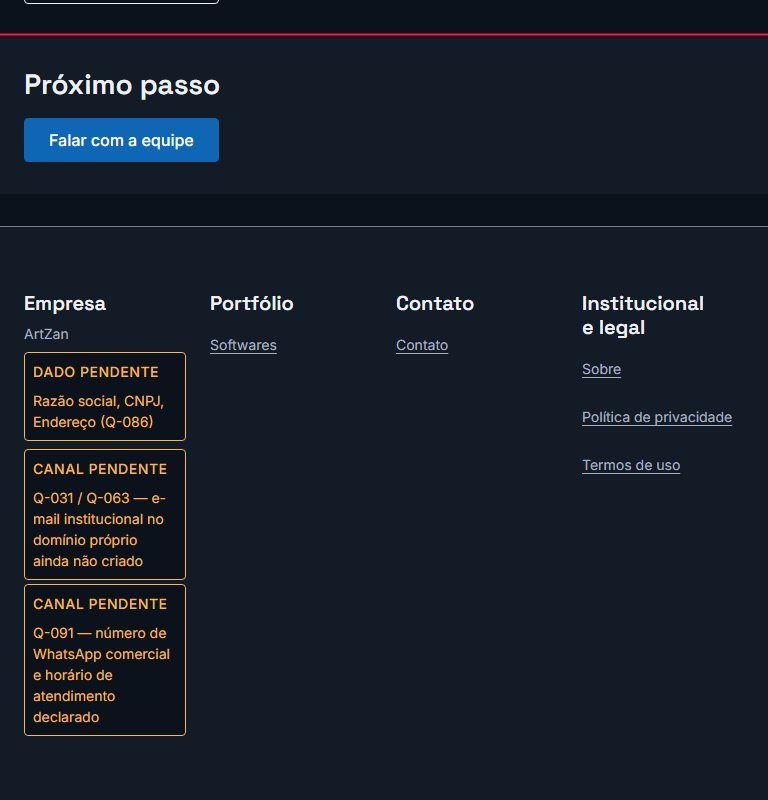 Próximo passo
Falar com a equipe
Empresa
ArtZan
DADO PENDENTE
Razão social, CNPJ,
Endereço (Q-086)
CANAL PENDENTE
Q-031 / Q-063 — e-
mail institucional no
domínio próprio
ainda não criado
CANAL PENDENTE
Q-091 — número de
WhatsApp comercial
e horário de
atendimento
declarado
Portfólio
Softwares
Contato
Contato
Institucional
e legal
Sobre
Política de privacidade
Termos de uso